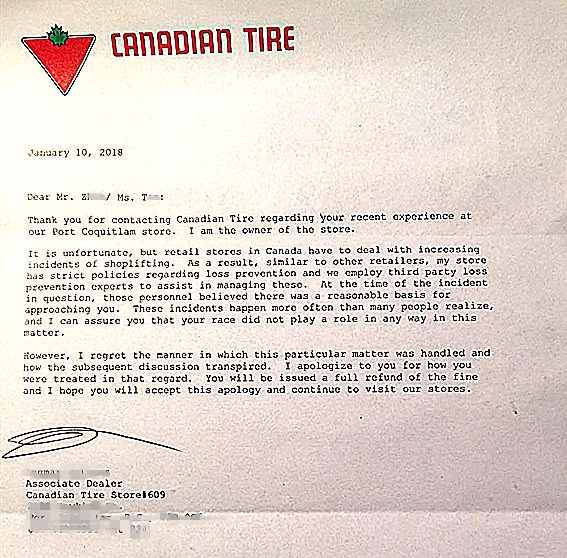 CANADIAN TIRE
January 10, 2018
Dear Mr. Z / Ms. T :
Thank you for contacting Canadian Tire regarding your recent experience at
our Port Coquitlam store. I am the owner of the store.
It is unfortunate, but retail stores in Canada have to deal with increasing
incidents of shoplifting. As a result, similar to other retailers, my store
has strict policies regarding loss prevention and we employ third party loss
prevention experts to assist in managing these. At the time of the incident
in question, those personnel believed there was a reasonable basis for
approaching you. These incidents happen more often than many people realize,
and I can assure you that your race did not play a role in any way in this
matter.
However, I regret the manner in which this particular matter was handled and
how the subsequent discussion transpired. I apologize to you for how you
were treated in that regard. You will be issued a full refund of the fine
and I hope you will accept this apology and continue to visit our stores.
Associate Dealer
Canadian Tire Store#609